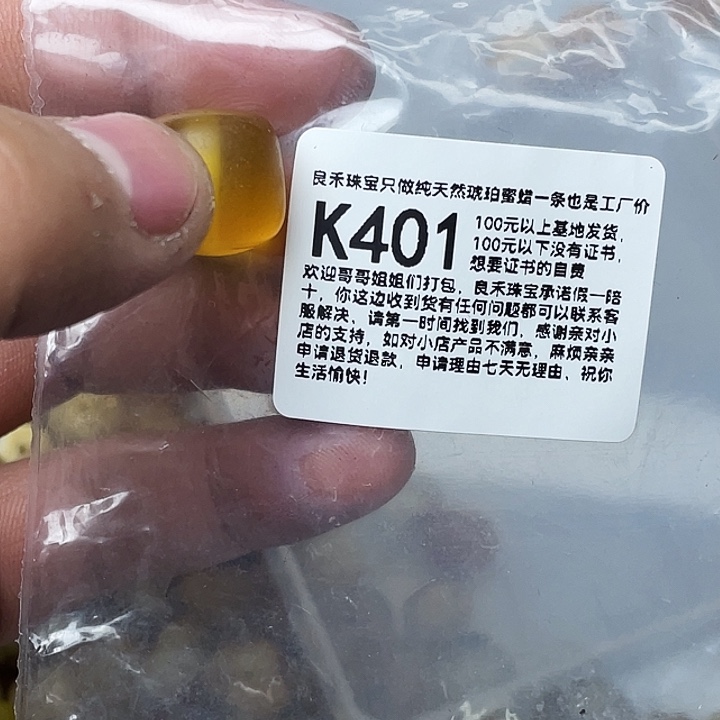 良禾珠宝只做纯天然琥珀蜜蜡一条也是工厂价
K401
100元以上基地发货，
100元以下没有证书，
想要证书的自费
欢迎哥哥姐姐们打包，良禾珠宝承诺假一赔
十，你这边收到货有任何问题都可以联系客
服解决、请第一时间找到我们，感谢亲对小
店的支持，如对小店产品不满意，麻烦亲亲
申请退货退款，申请理由七天无理由、祝你
生活愉快！